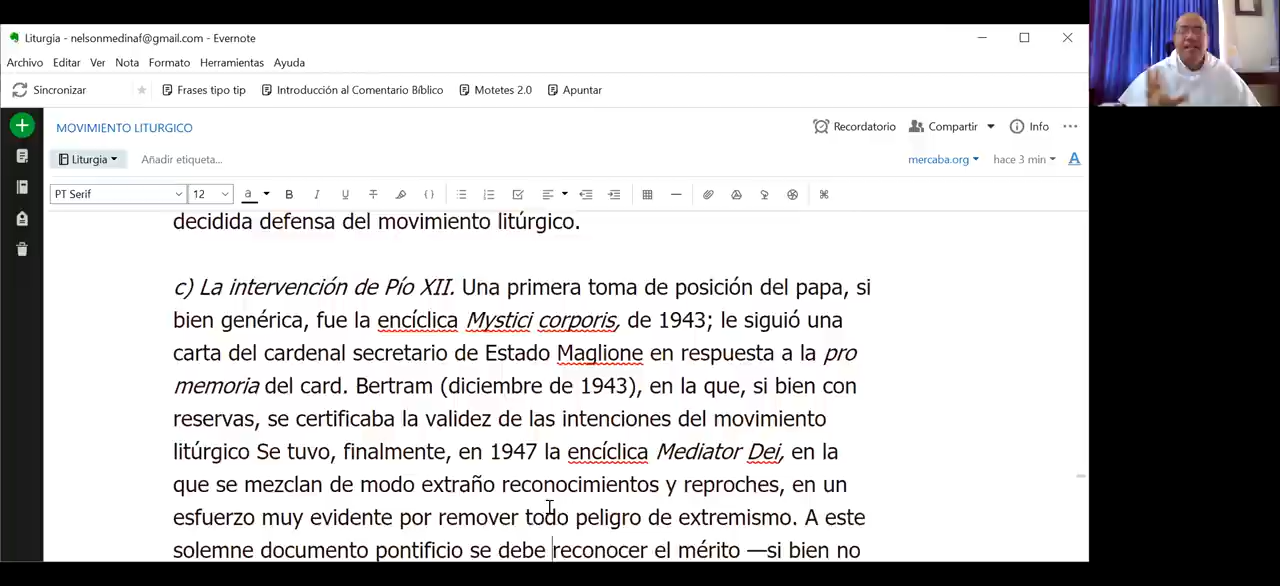 Liturgia - nelsonmedinaf@gmail.com - Evernote
Archivo Editar Ver Nota Formato Herramientas Ayuda
Sincronizar Frases tipo tip Introducción al Comentario Bíblico Motetes 2.0 Apuntar
MOVIMIENTO LITURGICO Recordatorio Compartir Info
Liturgia Añadir etiqueta... mercaba.org hace 3 min
PT Serif 12 a B I U T
decidida defensa del movimiento litúrgico.
c) La intervención de Pío XII. Una primera toma de posición del papa, si
bien genérica, fue la encíclica Mystici corporis, de 1943; le siguió una
carta del cardenal secretario de Estado Maglione en respuesta a la pro
memoria del card. Bertram (diciembre de 1943), en la que, si bien con
reservas, se certificaba la validez de las intenciones del movimiento
litúrgico Se tuvo, finalmente, en 1947 la encíclica Mediator Dei, en la
que se mezclan de modo extraño reconocimientos y reproches, en un
esfuerzo muy evidente por remover todo peligro de extremismo. A este
solemne documento pontificio se debe reconocer el mérito —si bien no